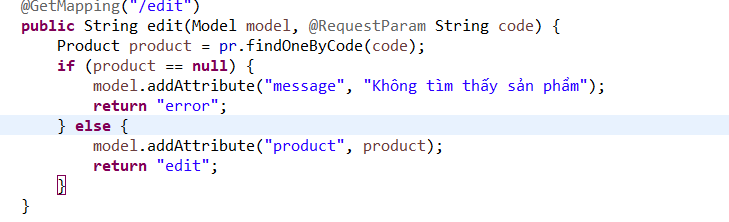 @GetMapping("/edit")
public String edit(Model model, @RequestParam String code) {
Product product = pr.findOneByCode(code);
if (product == null) {
model.addAttribute("message", "Không tìm thấy sản phẩm");
return "error";
} else {
model.addAttribute("product", product);
return "edit";
}
}